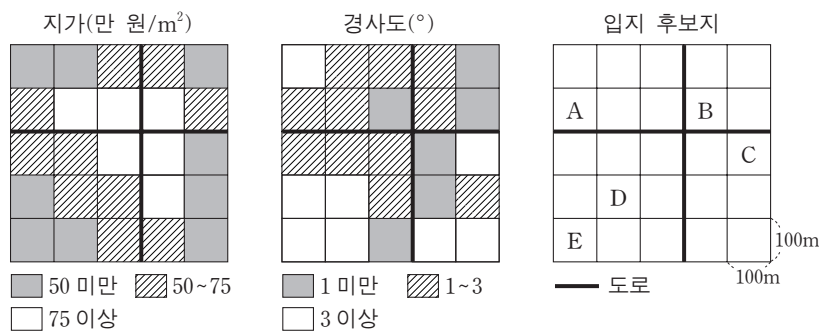 지가(만 원/m²)
경사도(°)
입지 후보지
A
B
C
D
E
100m
100m
50 미만
50~75
75 이상
1 미만
1~3
3 이상
도로